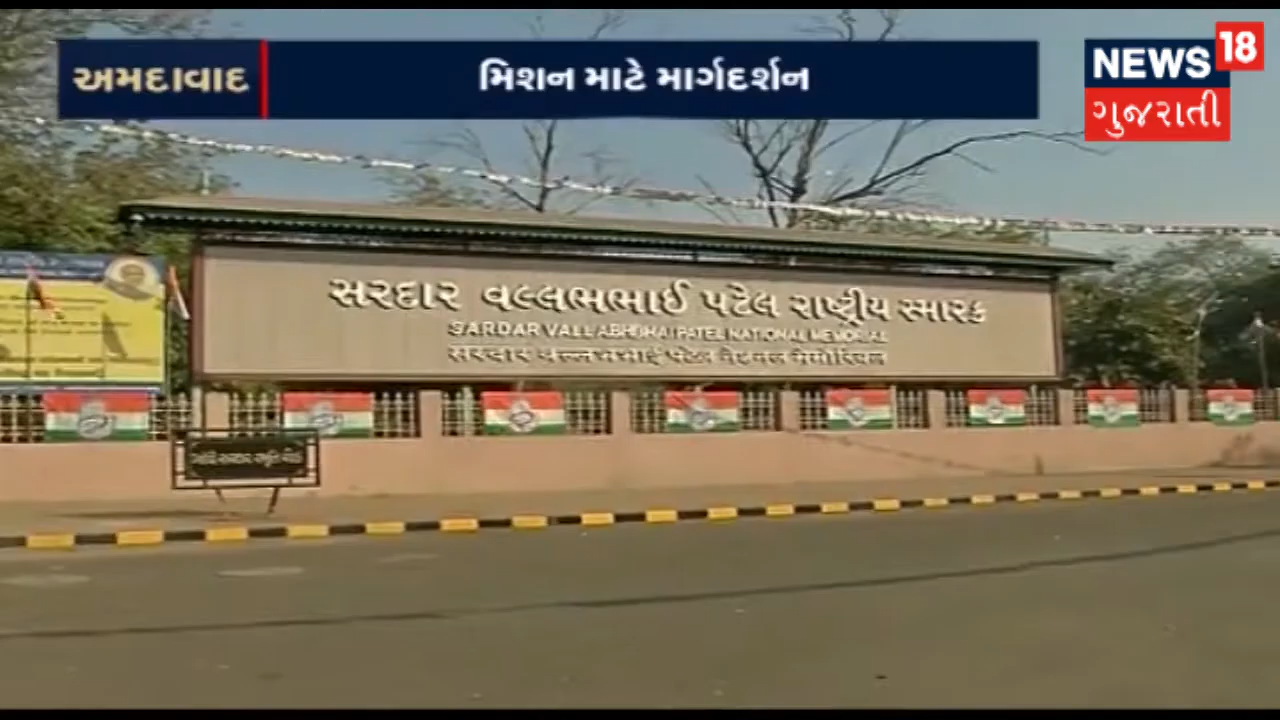 અમદાવાદ
મિશન માટે માર્ગદર્શન
NEWS 18
ગુજરાતી
સરદાર વલ્લભભાઈ પટેલ રાષ્ટ્રીય સ્મારક
SARDAR VALLABHBHAI PATEL NATIONAL MEMORIAL